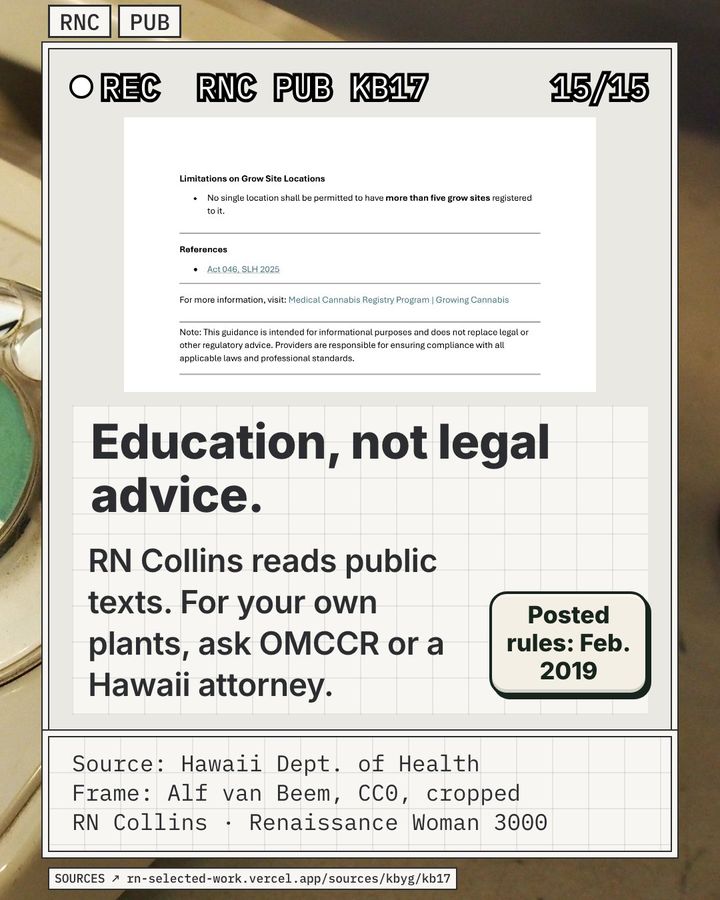 RNC PUB
REC RNC PUB KB17 15/15
Limitations on Grow Site Locations
• No single location shall be permitted to have more than five grow sites registered
to it.
References
• Act 046, SLH 2025
For more information, visit: Medical Cannabis Registry Program | Growing Cannabis
Note: This guidance is intended for informational purposes and does not replace legal or
other regulatory advice. Providers are responsible for ensuring compliance with all
applicable laws and professional standards.
Education, not legal
advice.
RN Collins reads public
texts. For your own
plants, ask OMCCR or a
Hawaii attorney.
Posted
rules: Feb.
2019
Source: Hawaii Dept. of Health
Frame: Alf van Beem, CC0, cropped
RN Collins · Renaissance Woman 3000
SOURCES ↗ rn-selected-work.vercel.app/sources/kbyg/kb17